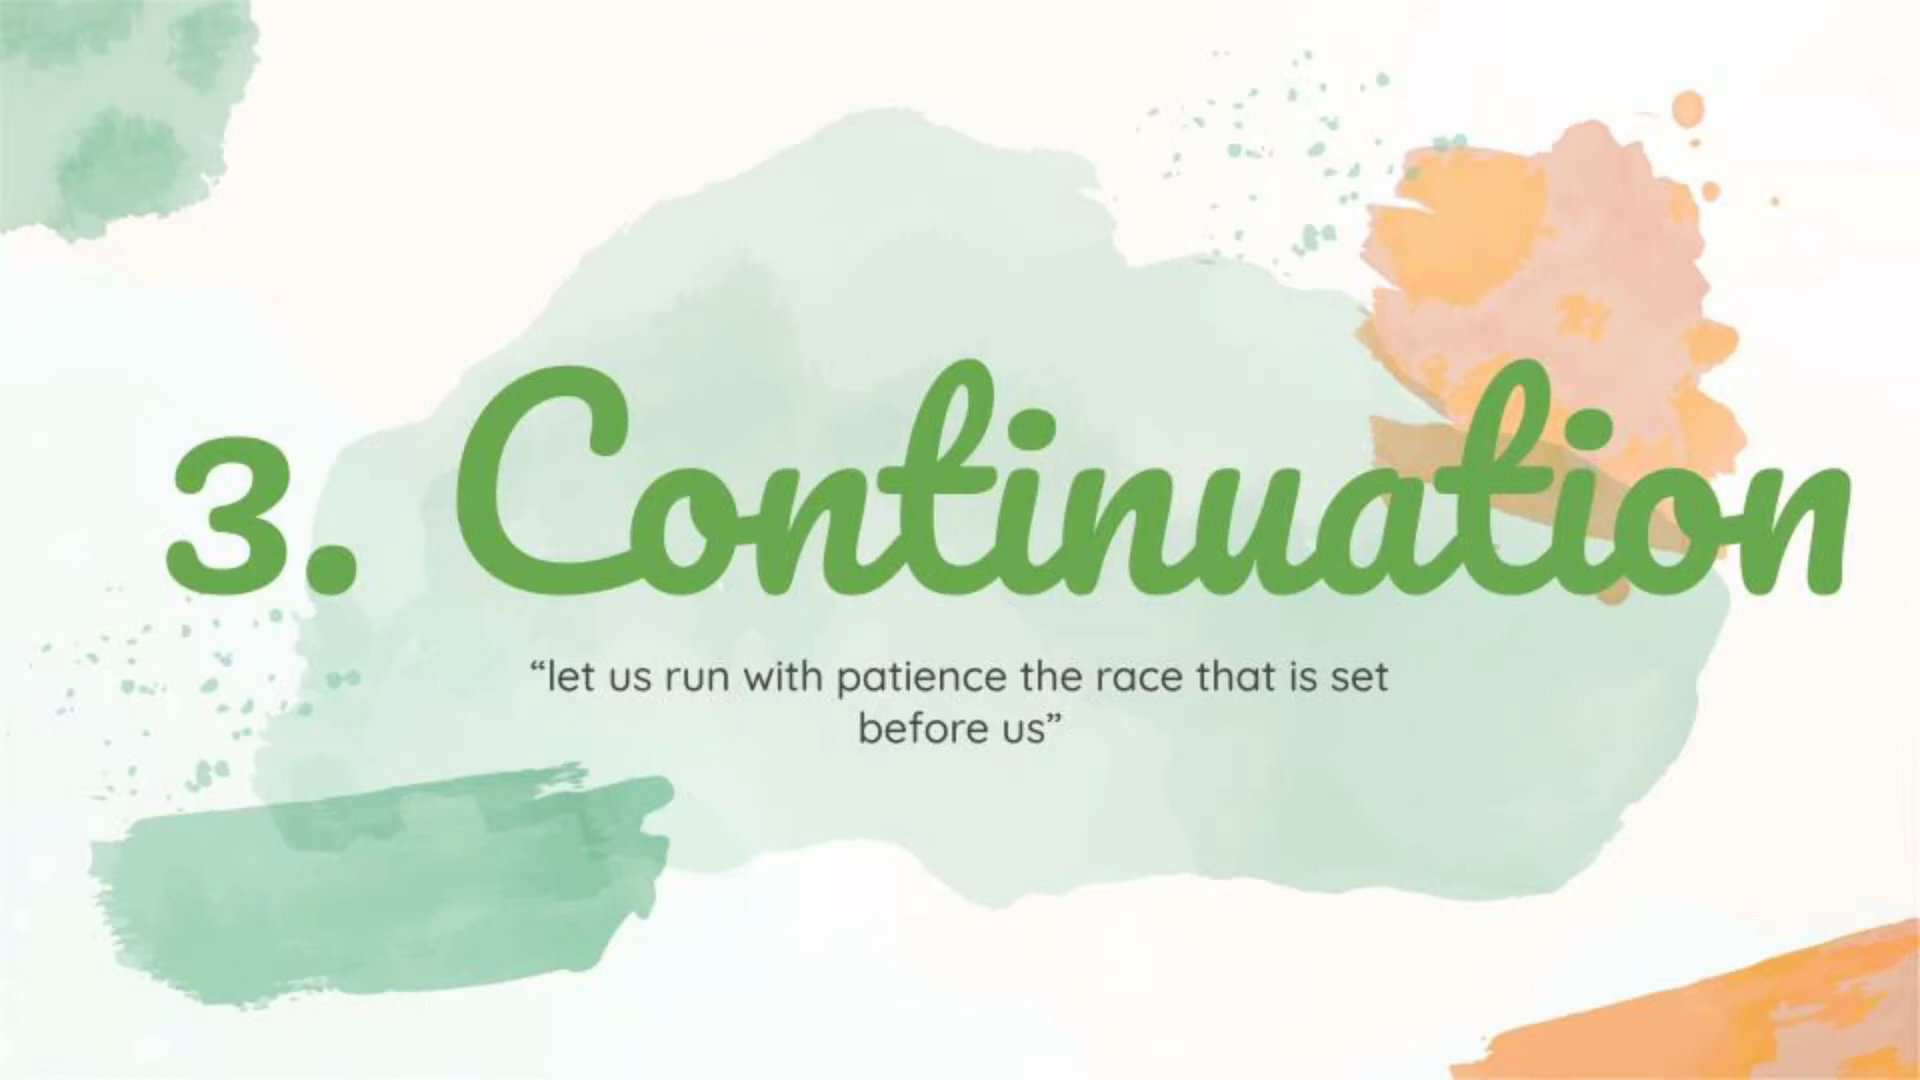 3. Continuation
“let us run with patience the race that is set
before us”